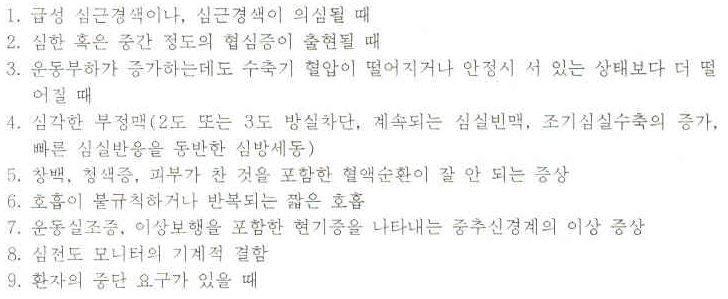 1. 급성 심근경색이나, 심근경색이 의심될 때
2. 심한 혹은 중간 정도의 협심증이 출현될 때
3. 운동부하가 증가하는데도 수축기 혈압이 떨어지거나 안정시 서 있는 상태보다 더 떨
어질 때
4. 심각한 부정맥(2도 또는 3도 방실차단, 계속되는 심실빈맥, 조기심실수축의 증가,
빠른 심실반응을 동반한 심방세동)
5. 창백, 청색증, 피부가 찬 것을 포함한 혈액순환이 잘 안 되는 증상
6. 호흡이 불규칙하거나 반복되는 짧은 호흡
7. 운동실조증, 이상보행을 포함한 현기증을 나타내는 중추신경계의 이상 증상
8. 심전도 모니터의 기계적 결함
9. 환자의 중단 요구가 있을 때